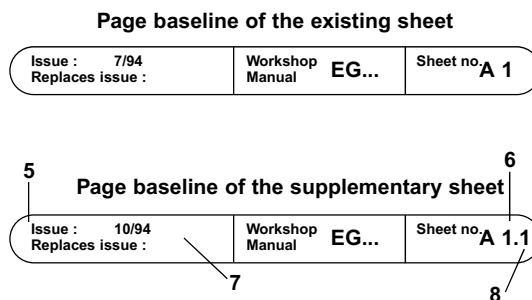 Page baseline of the existing sheet
Issue : 7/94
Replaces issue :
Workshop
Manual EG...
Sheet no. A 1
5
6
Page baseline of the supplementary sheet
Issue : 10/94
Replaces issue :
Workshop
Manual EG...
Sheet no. A 1.1
7
8